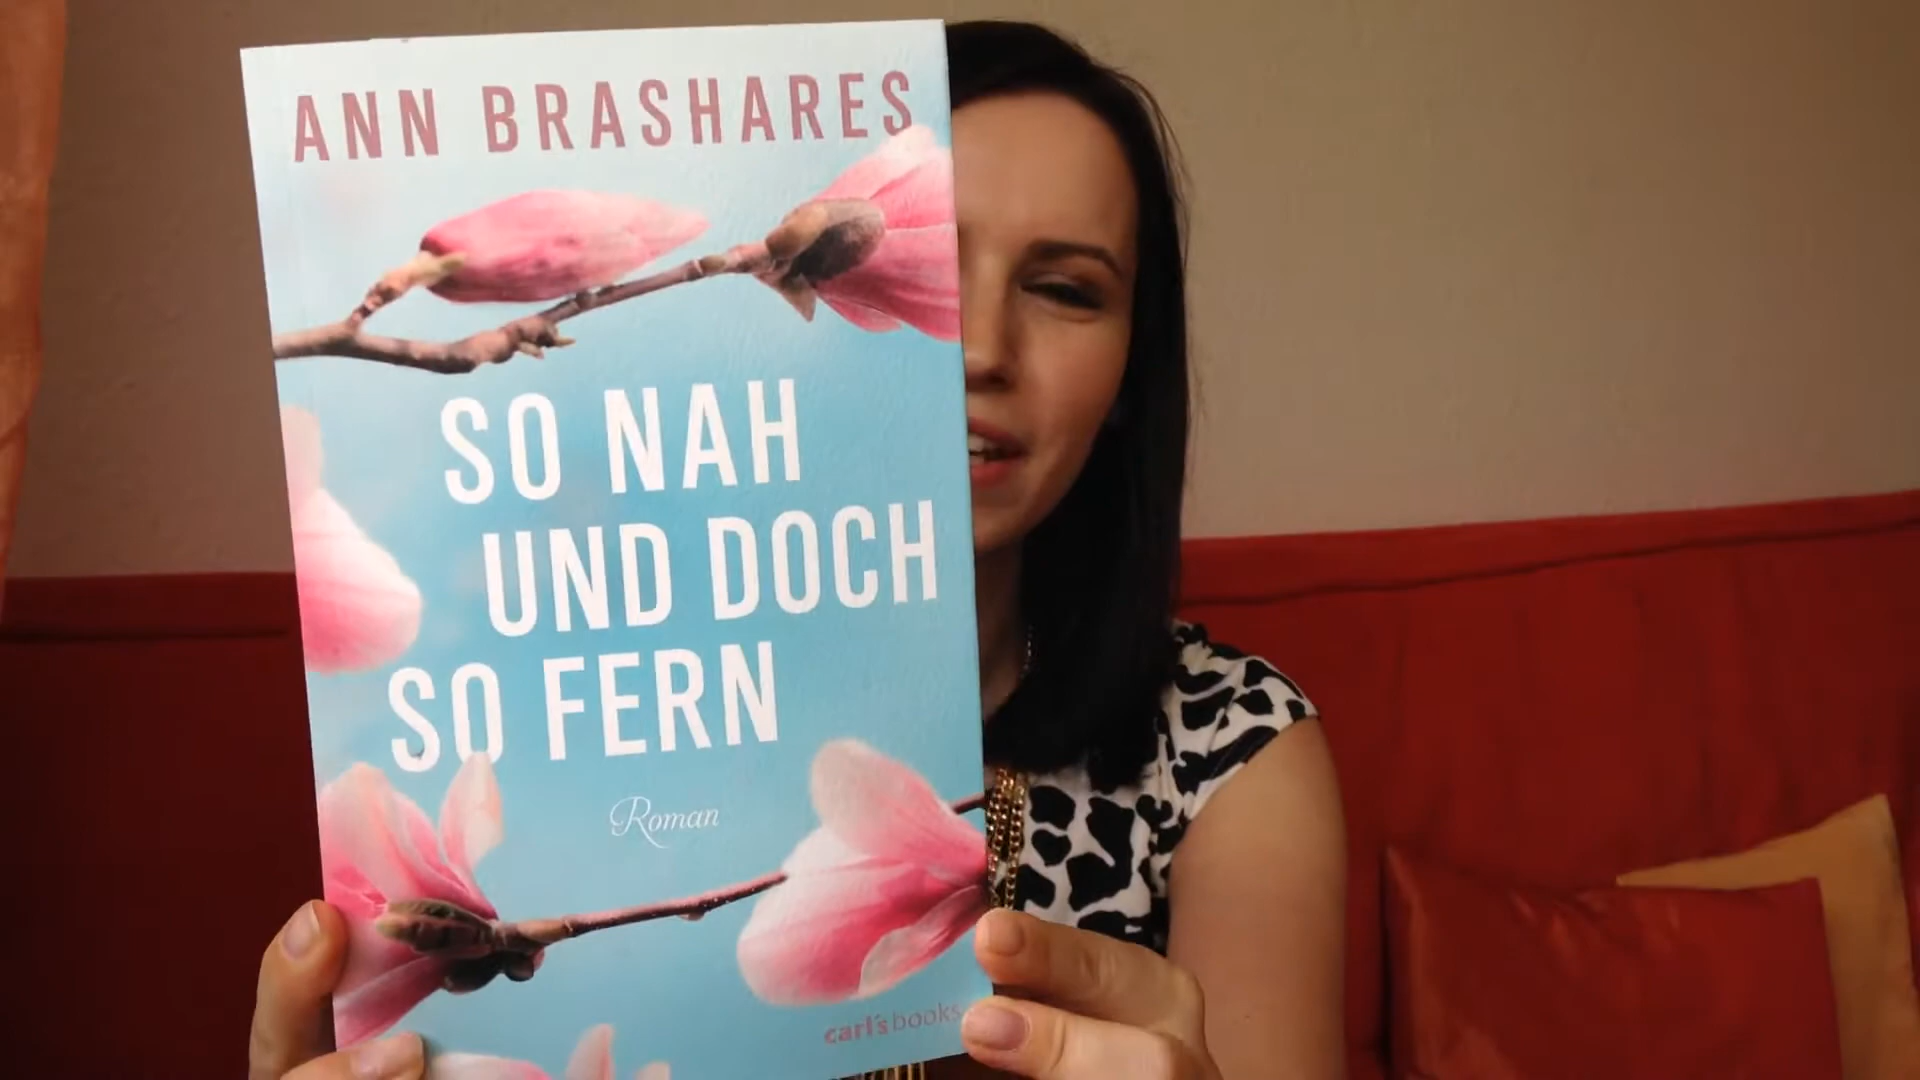 ANN BRASHARES
SO NAH
UND DOCH
SO FERN
Roman
carl's books